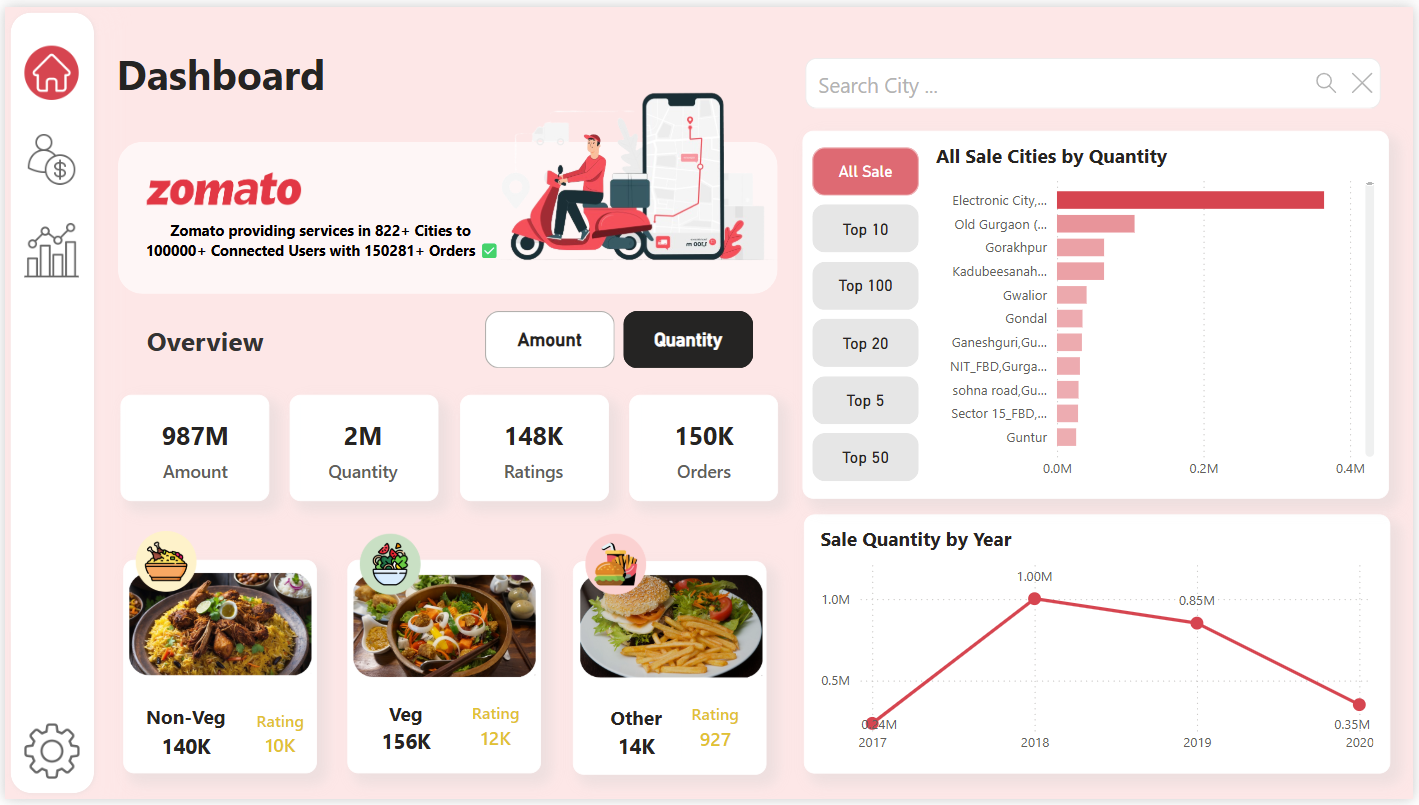 Dashboard
Search City ...
zomato
Zomato providing services in 822+ Cities to
100000+ Connected Users with 150281+ Orders ✅
Overview
Amount
Quantity
987M
Amount
2M
Quantity
148K
Ratings
150K
Orders
Non-Veg
140K
Rating
10K
Veg
156K
Rating
12K
Other
14K
Rating
927
All Sale
Top 10
Top 100
Top 20
Top 5
Top 50
All Sale Cities by Quantity
Electronic City,...
Old Gurgaon (...
Gorakhpur
Kadubeesanah...
Gwalior
Gondal
Ganeshguri,Gu...
NIT_FBD,Gurga...
sohna road,Gu...
Sector 15_FBD,...
Guntur
0.0M 0.2M 0.4M
Sale Quantity by Year
1.0M
0.5M
0.24M
1.00M
0.85M
0.35M
2017 2018 2019 2020